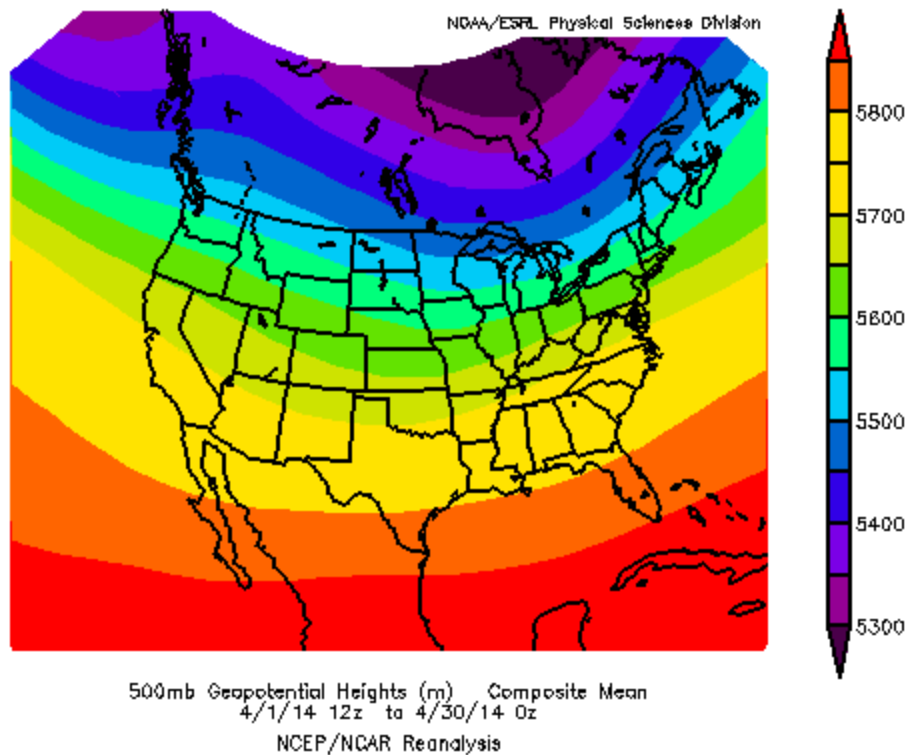 NOAA/ESRL Physical Sciences Division
5800
5700
5600
5500
5400
5300
500mb Geopotential Heights (m) Composite Mean
4/1/14 12z to 4/30/14 0z
NCEP/NCAR Reanalysis